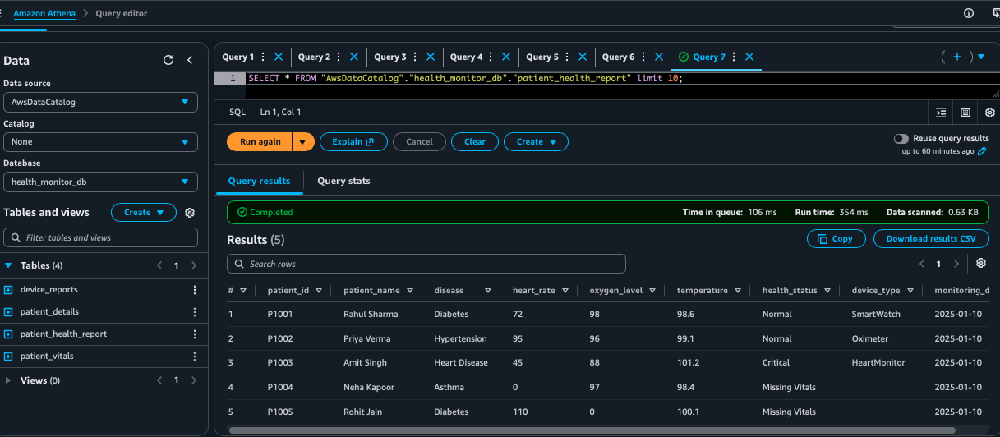 Amazon Athena > Query editor
Data
Data source
AwsDataCatalog
Catalog
None
Database
health_monitor_db
Tables and views
Create
Filter tables and views
Tables (4) 1
device_reports
patient_details
patient_health_report
patient_vitals
Views (0) 1
Query 1 Query 2 Query 3 Query 4 Query 5 Query 6 Query 7
1 SELECT * FROM "AwsDataCatalog"."health_monitor_db"."patient_health_report" limit 10;
SQL Ln 1, Col 1
Run again Explain Cancel Clear Create
Reuse query results
up to 60 minutes ago
Query results Query stats
Completed Time in queue: 106 ms Run time: 354 ms Data scanned: 0.63 KB
Results (5) Copy Download results CSV
Search rows 1
# patient_id patient_name disease heart_rate oxygen_level temperature health_status device_type monitoring_d
1 P1001 Rahul Sharma Diabetes 72 98 98.6 Normal SmartWatch 2025-01-10
2 P1002 Priya Verma Hypertension 95 96 99.1 Normal Oximeter 2025-01-10
3 P1003 Amit Singh Heart Disease 45 88 101.2 Critical HeartMonitor 2025-01-10
4 P1004 Neha Kapoor Asthma 0 97 98.4 Missing Vitals 2025-01-10
5 P1005 Rohit Jain Diabetes 110 0 100.1 Missing Vitals 2025-01-10